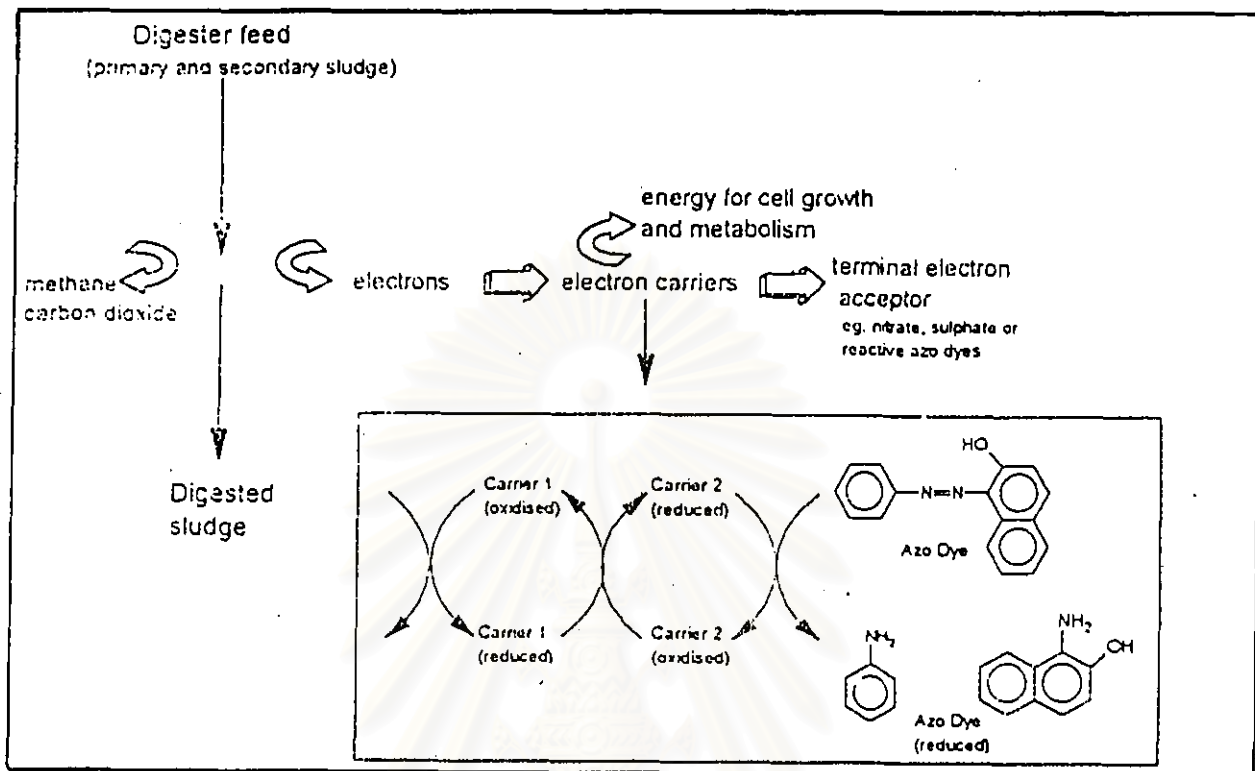 Digester feed
(primary and secondary sludge)
energy for cell growth
and metabolism
methane
carbon dioxide
electrons
electron carriers
terminal electron
acceptor
eg. nitrate, sulphate or
reactive azo dyes
Digested
sludge
Carrier 1
(oxidised)
Carrier 2
(reduced)
HO
N=N
Azo Dye
Carrier 1
(reduced)
Carrier 2
(oxidised)
NH2
NH2
OH
Azo Dye
(reduced)